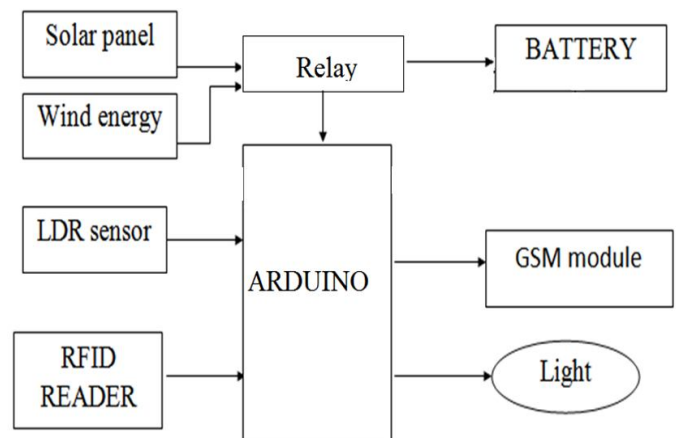 Solar panel
Relay
BATTERY
Wind energy
LDR sensor
ARDUINO
GSM module
RFID
READER
Light